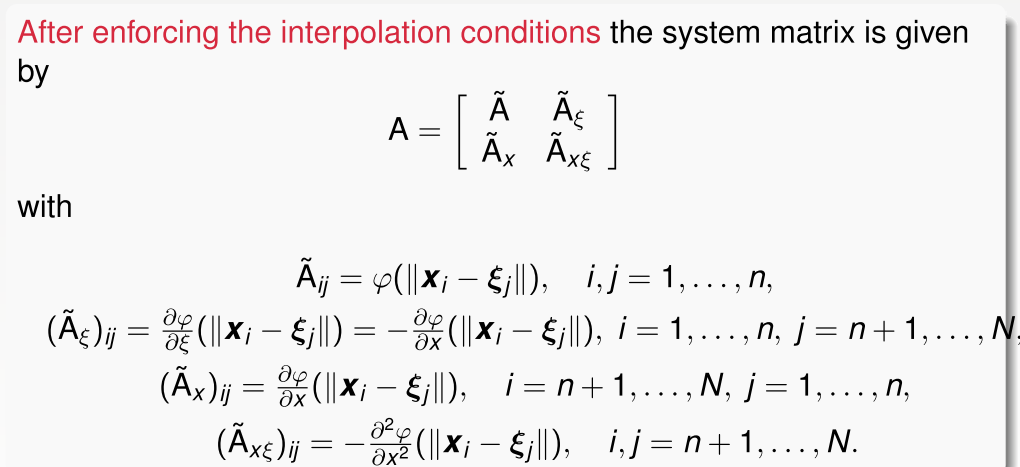 After enforcing the interpolation conditions the system matrix is given
by
A = [ Ã Ã_ξ
Ã_x Ã_xξ ]
with
Ã_ij = φ(‖x_i − ξ_j‖), i, j = 1, . . . , n,
(Ã_ξ)_ij = ∂φ/∂ξ (‖x_i − ξ_j‖) = −∂φ/∂x (‖x_i − ξ_j‖), i = 1, . . . , n, j = n + 1, . . . , N,
(Ã_x)_ij = ∂φ/∂x (‖x_i − ξ_j‖), i = n + 1, . . . , N, j = 1, . . . , n,
(Ã_xξ)_ij = −∂²φ/∂x² (‖x_i − ξ_j‖), i, j = n + 1, . . . , N.